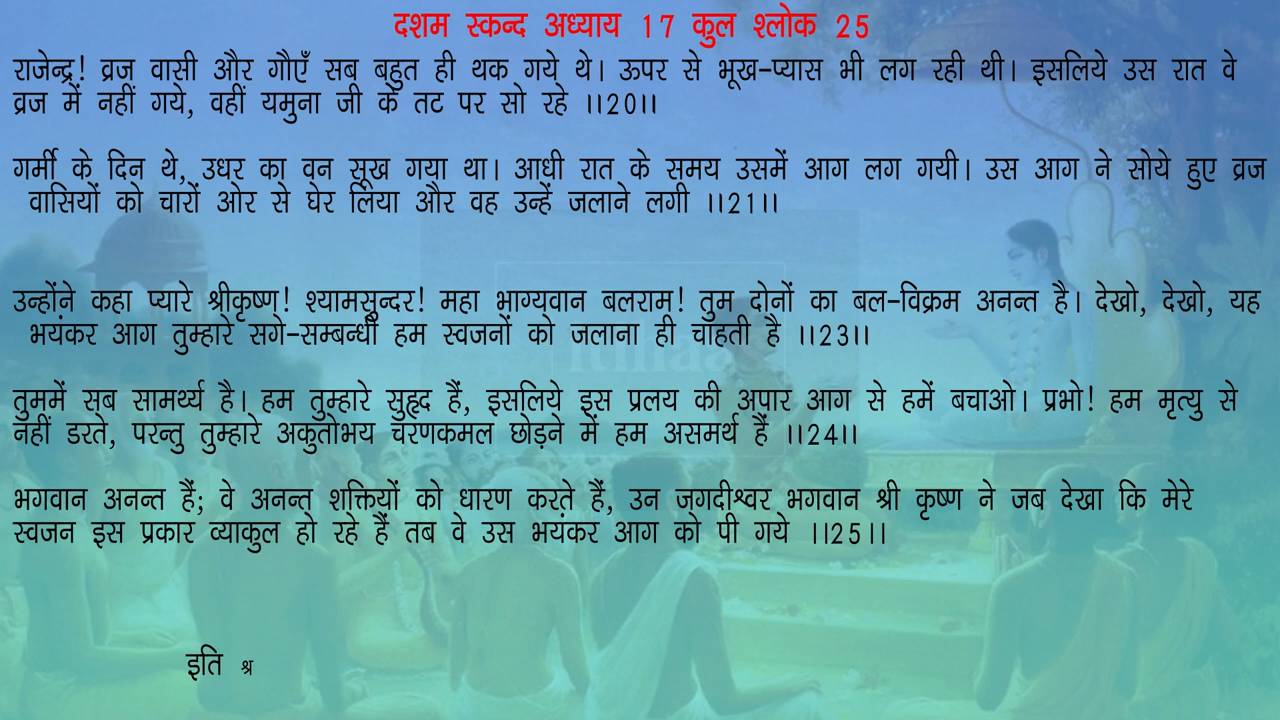 दशम स्कन्द अध्याय 17 कुल श्लोक 25
राजेन्द्र! व्रज वासी और गौएँ सब बहुत ही थक गये थे। ऊपर से भूख-प्यास भी लग रही थी। इसलिये उस रात वे
व्रज में नहीं गये, वहीं यमुना जी के तट पर सो रहे ।।20।।
गर्मी के दिन थे, उधर का वन सूख गया था। आधी रात के समय उसमें आग लग गयी। उस आग ने सोये हुए व्रज
वासियों को चारों ओर से घेर लिया और वह उन्हें जलाने लगी ।।21।।
उन्होंने कहा प्यारे श्रीकृष्ण! श्यामसुन्दर! महा भाग्यवान बलराम! तुम दोनों का बल-विक्रम अनन्त है। देखो, देखो, यह
भयंकर आग तुम्हारे सगे-सम्बन्धी हम स्वजनों को जलाना ही चाहती है ।।23।।
तुममें सब सामर्थ्य है। हम तुम्हारे सुहृद हैं, इसलिये इस प्रलय की अपार आग से हमें बचाओ। प्रभो! हम मृत्यु से
नहीं डरते, परन्तु तुम्हारे अकुतोभय चरणकमल छोड़ने में हम असमर्थ हैं ।।24।।
भगवान अनन्त हैं; वे अनन्त शक्तियों को धारण करते हैं, उन जगदीश्वर भगवान श्री कृष्ण ने जब देखा कि मेरे
स्वजन इस प्रकार व्याकुल हो रहे हैं तब वे उस भयंकर आग को पी गये ।।25।।
इति श्र